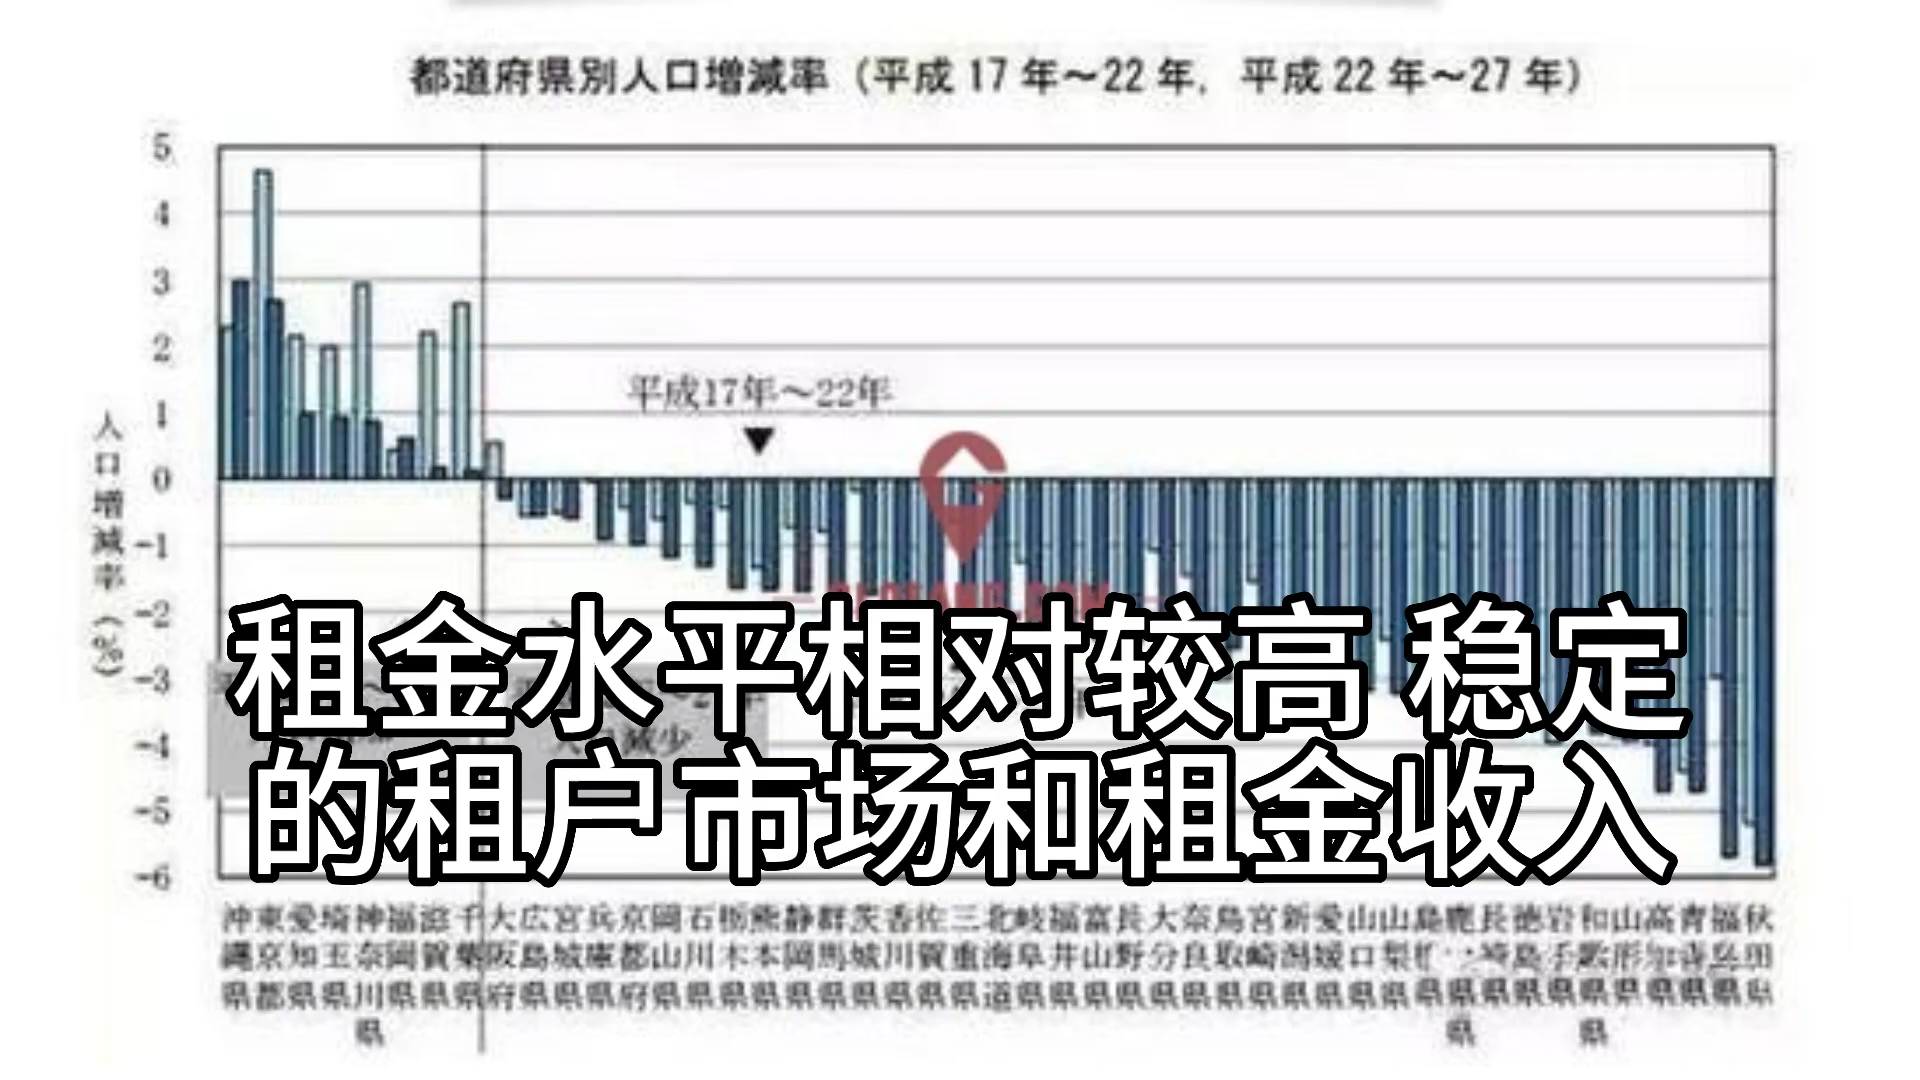 都道府県別人口増減率（平成 17 年～22 年，平成 22 年～27 年）
5
4
3
2
1
0
-1
-2
-3
-4
-5
-6
人口増減率（％）
平成17年～22年
減少
租金水平相对较高 稳定
的租户市场和租金收入
沖縄県
東京都
愛知県
埼玉県
神奈川県
福岡県
滋賀県
千葉県
大阪府
広島県
宮城県
兵庫県
京都府
岡山県
石川県
栃木県
熊本県
静岡県
群馬県
茨城県
香川県
佐賀県
三重県
北海道
岐阜県
福井県
富山県
長野県
大分県
奈良県
鳥取県
宮崎県
新潟県
愛媛県
山口県
山梨県
島 県
鹿 県
長崎県
徳島県
岩手県
和歌 県
山形県
高知県
青森県
福島県
秋田県